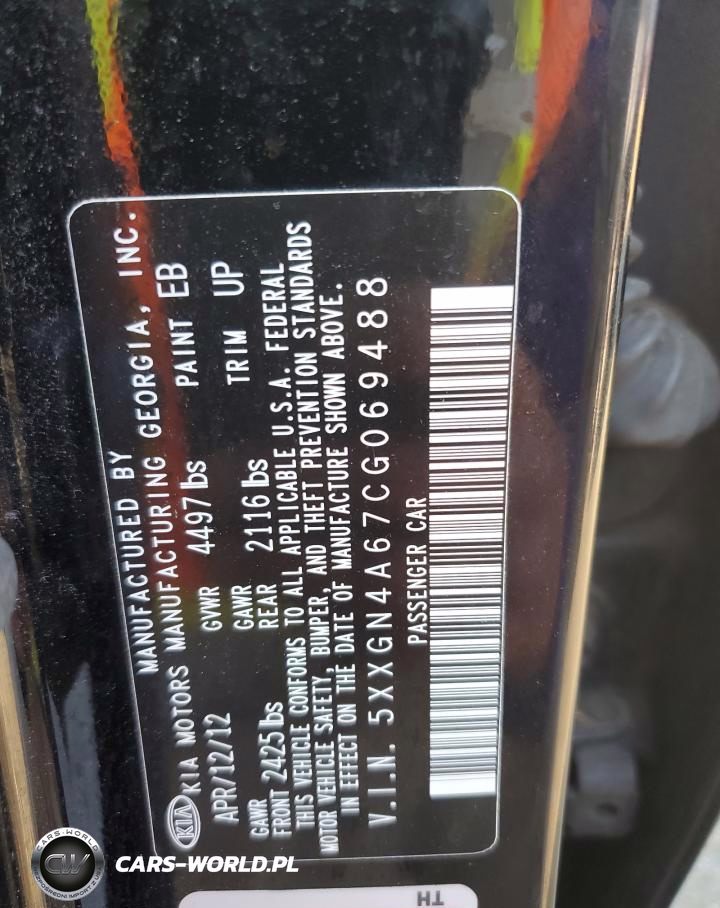 MANUFACTURED BY
KIA KIA MOTORS MANUFACTURING GEORGIA, INC.
APR/12/12 GVWR 4497 lbs PAINT EB
GAWR GAWR
FRONT 2425 lbs REAR 2116 lbs TRIM UP
THIS VEHICLE CONFORMS TO ALL APPLICABLE U.S.A. FEDERAL
MOTOR VEHICLE SAFETY, BUMPER, AND THEFT PREVENTION STANDARDS
IN EFFECT ON THE DATE OF MANUFACTURE SHOWN ABOVE.
V.I.N. 5XXGN4A67CG069488
PASSENGER CAR
TH
CARS-WORLD
CW
CARS-WORLD.PL